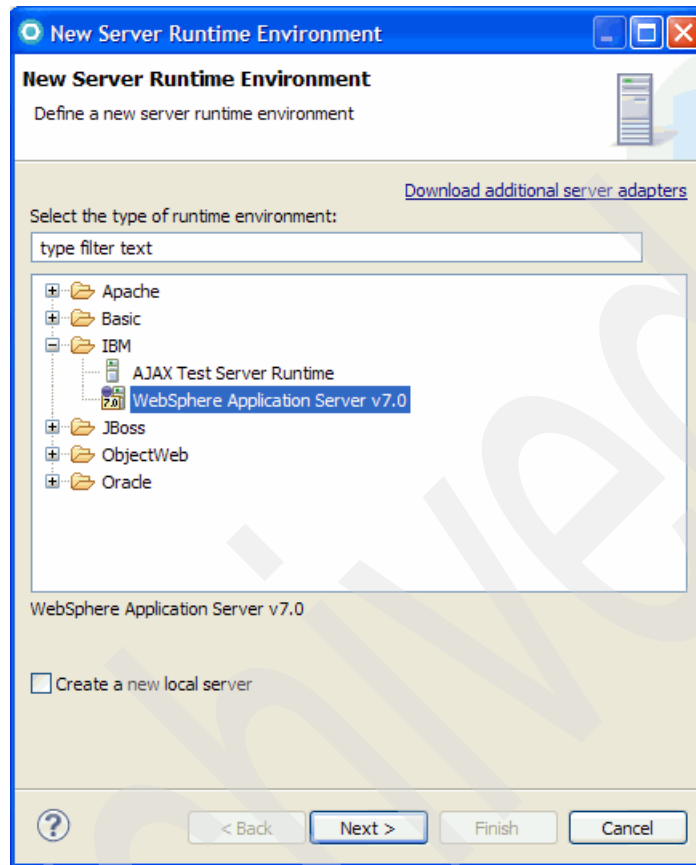 New Server Runtime Environment
New Server Runtime Environment
Define a new server runtime environment
Download additional server adapters
Select the type of runtime environment:
type filter text
Apache
Basic
IBM
AJAX Test Server Runtime
7.0 WebSphere Application Server v7.0
JBoss
ObjectWeb
Oracle
WebSphere Application Server v7.0
Create a new local server
? < Back Next > Finish Cancel